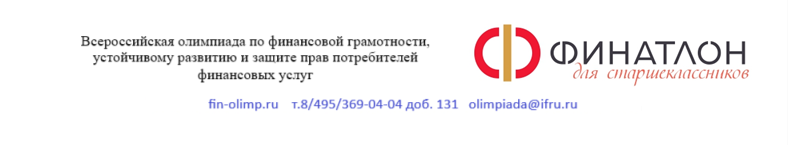 Всероссийская олимпиада по финансовой грамотности,
устойчивому развитию и защите прав потребителей
финансовых услуг
ФИНАТЛОН
для старшеклассников
fin-olimp.ru т.8/495/369-04-04 доб. 131 olimpiada@ifru.ru